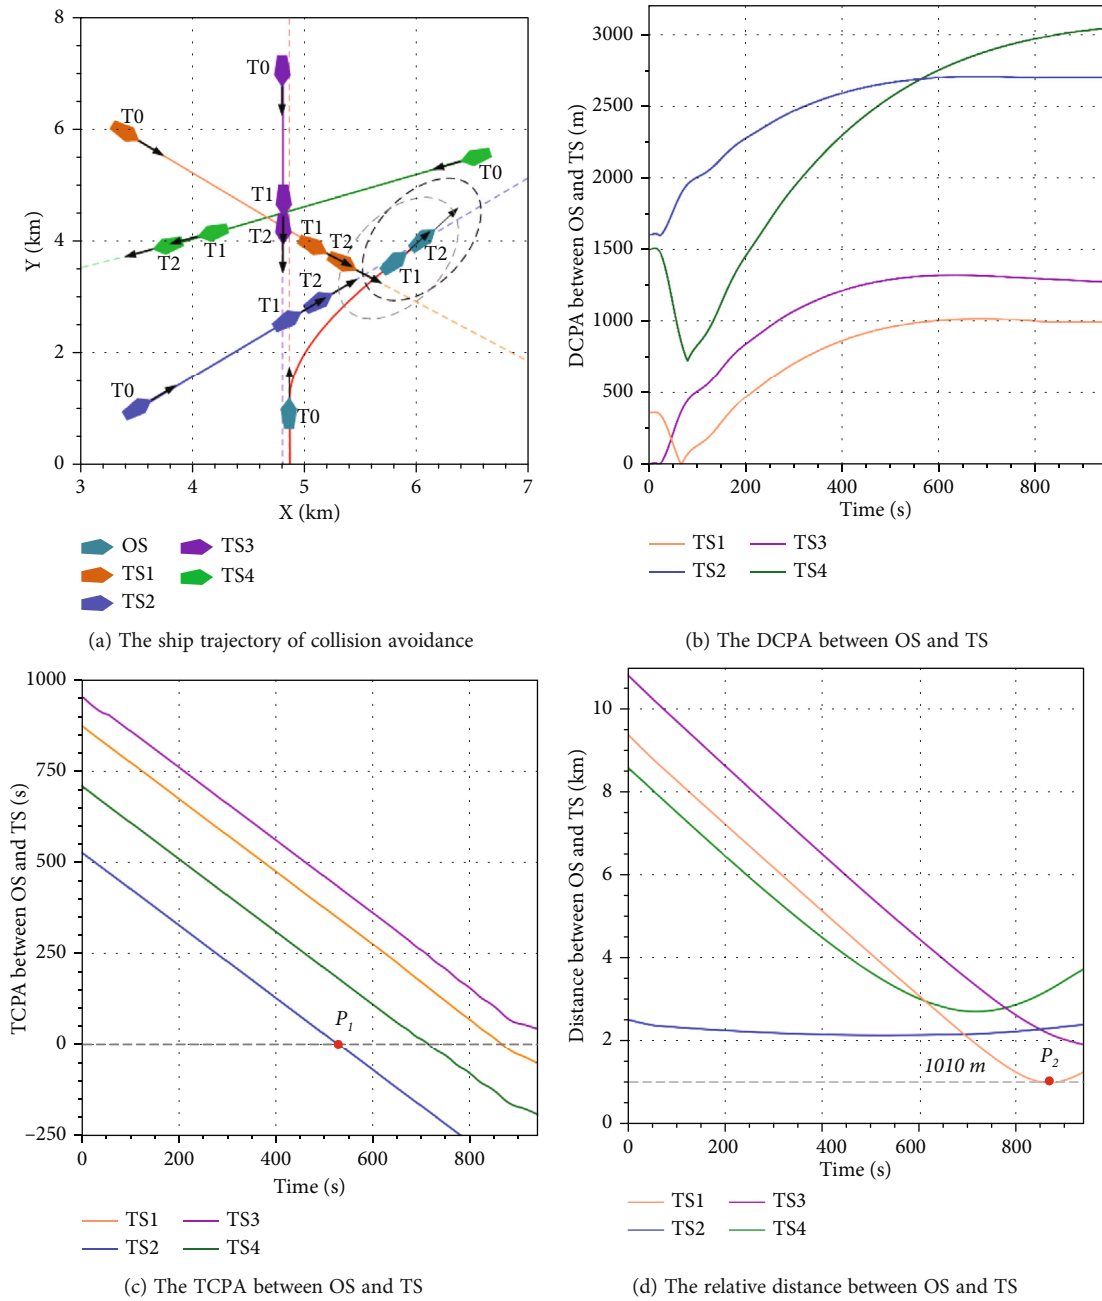 8
6
4
2
0
Y (km)
3
4
5
6
7
X (km)
T0
T0
T0
T1
T2
T1
T2
T1
T2
T2
T1
T1
T2
T0
T0
OS
TS3
TS1
TS4
TS2
(a) The ship trajectory of collision avoidance
3000
2500
2000
1500
1000
500
0
DCPA between OS and TS (m)
0
200
400
600
800
Time (s)
TS1
TS3
TS2
TS4
(b) The DCPA between OS and TS
1000
750
500
250
0
−250
TCPA between OS and TS (s)
P1
0
200
400
600
800
Time (s)
TS1
TS3
TS2
TS4
(c) The TCPA between OS and TS
10
8
6
4
2
0
Distance between OS and TS (km)
1010 m
P2
0
200
400
600
800
Time (s)
TS1
TS3
TS2
TS4
(d) The relative distance between OS and TS